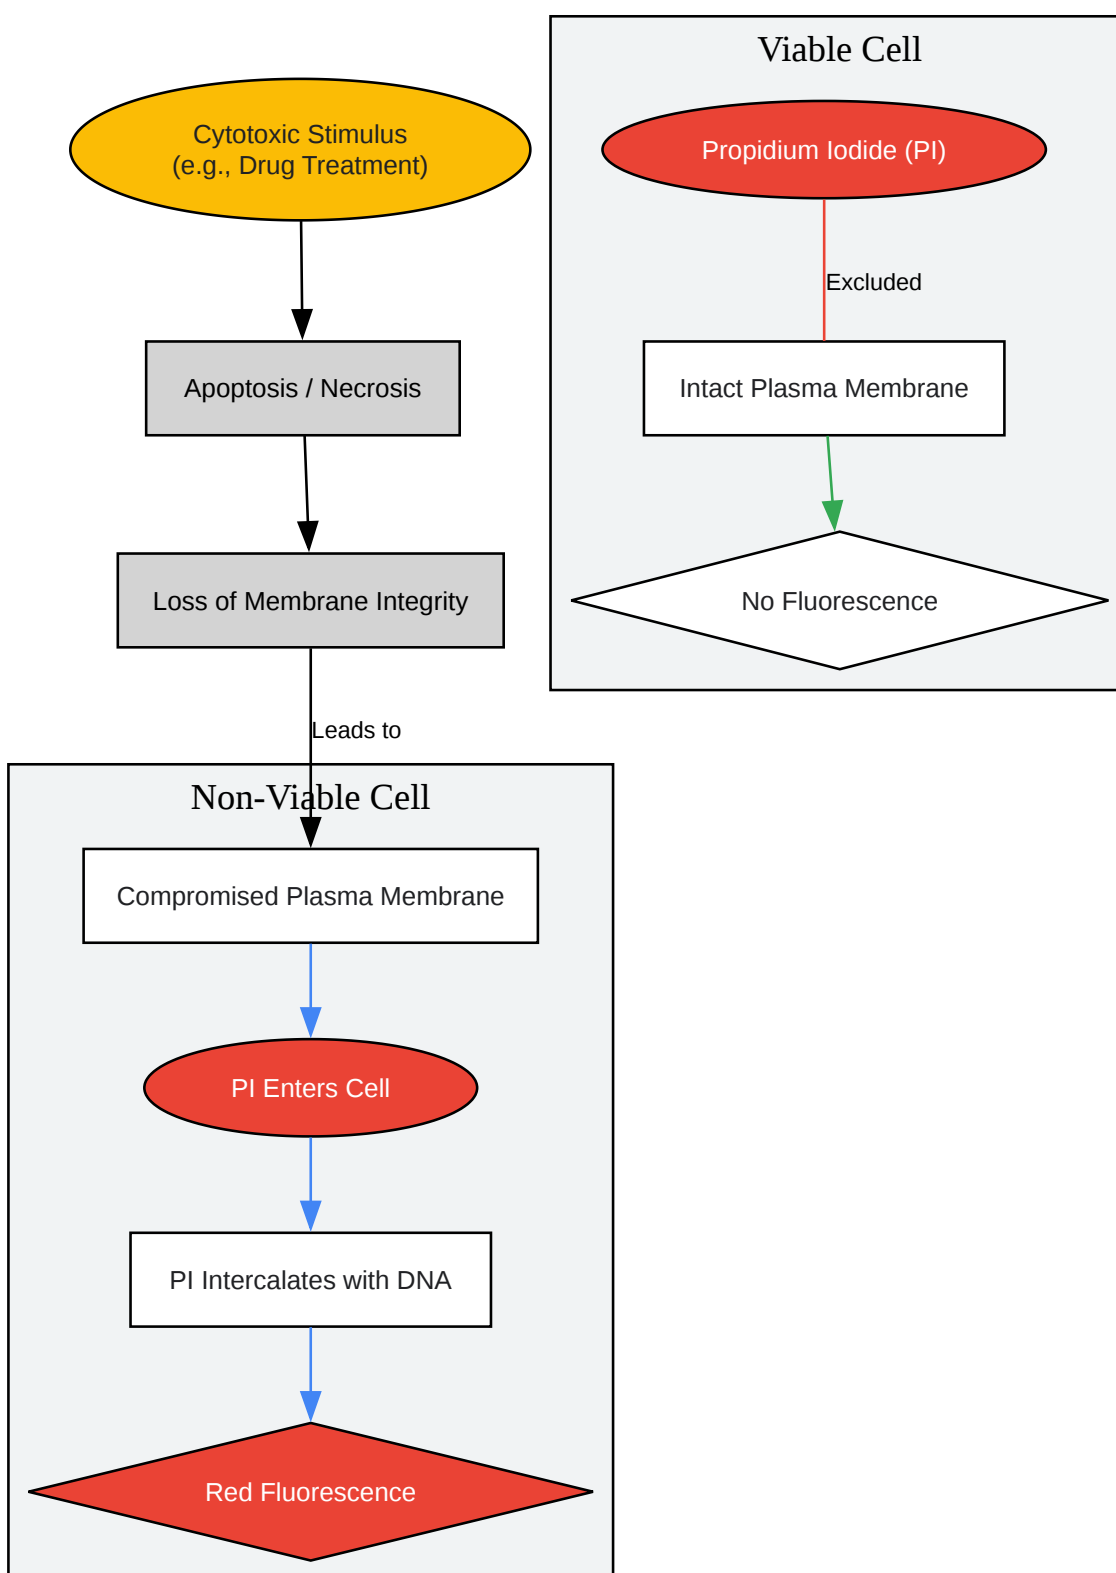 Viable Cell
Cytotoxic Stimulus
(e.g., Drug Treatment)
Propidium Iodide (PI)
Excluded
Apoptosis / Necrosis
Intact Plasma Membrane
Loss of Membrane Integrity
No Fluorescence
Leads to
Non-Viable Cell
Compromised Plasma Membrane
PI Enters Cell
PI Intercalates with DNA
Red Fluorescence